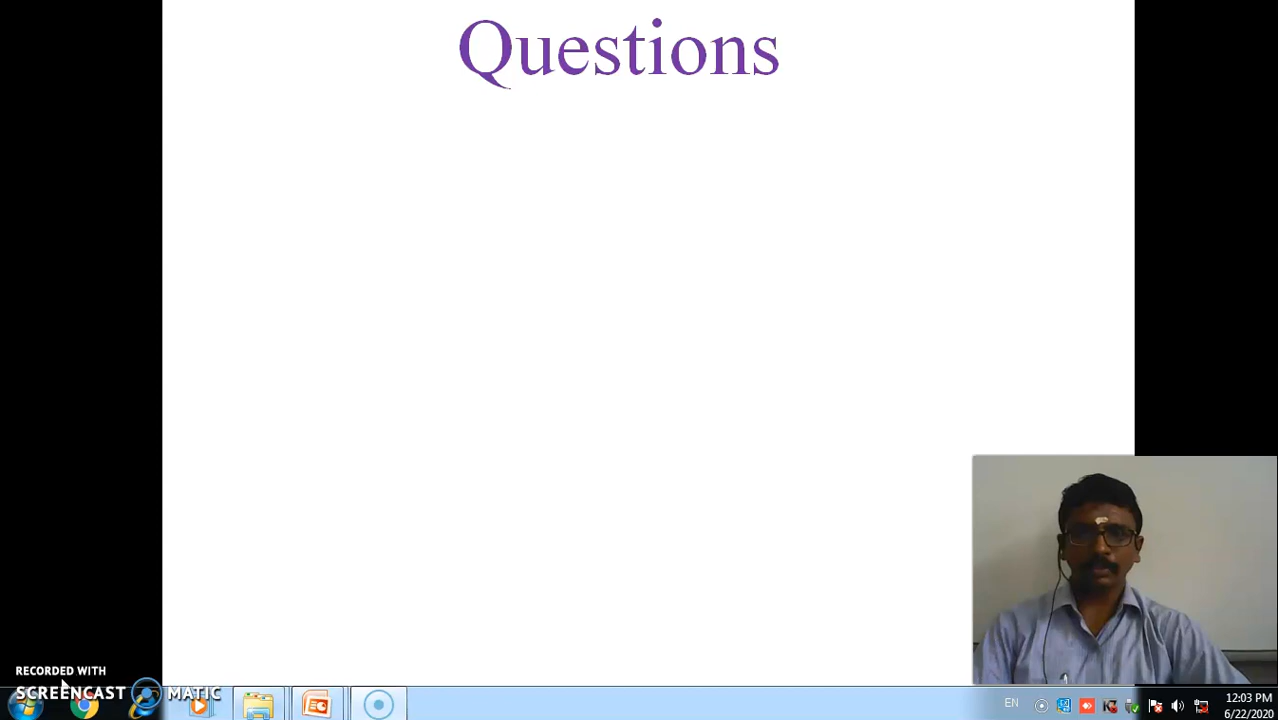 Questions
RECORDED WITH
SCREENCAST MATIC
EN
12:03 PM
6/22/2020